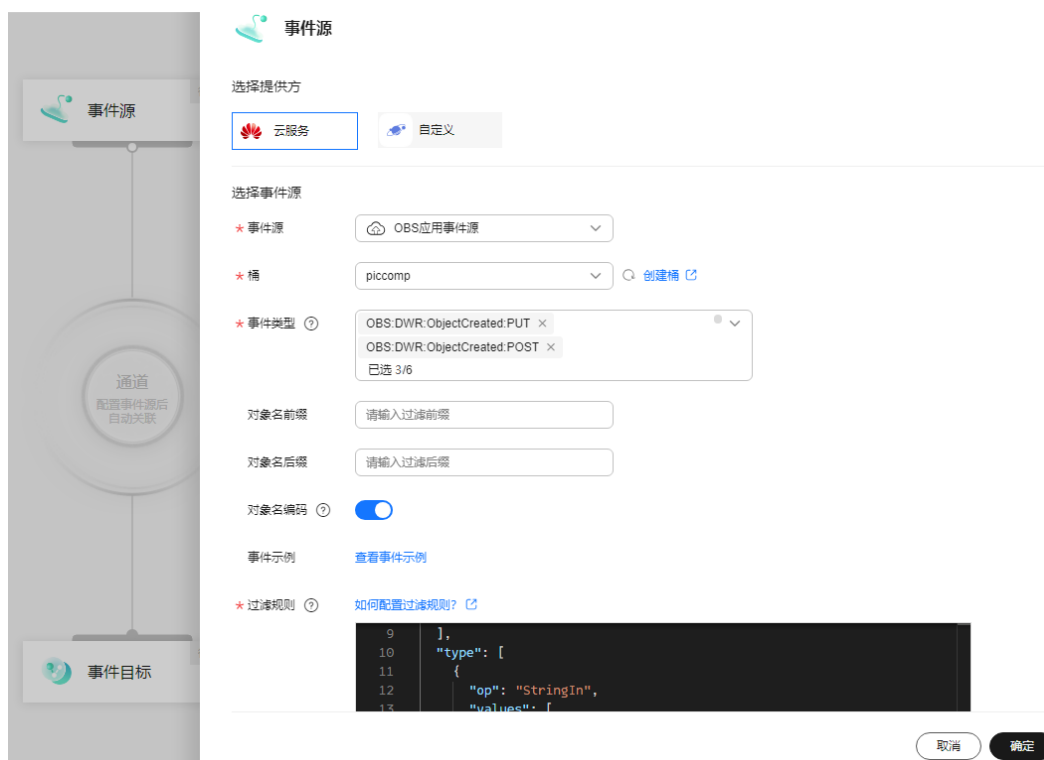 事件源
选择提供方
云服务
自定义
选择事件源
* 事件源 OBS应用事件源
* 桶 piccomp 创建桶
* 事件类型 OBS:DWR:ObjectCreated:PUT ×
OBS:DWR:ObjectCreated:POST ×
已选 3/6
对象名前缀 请输入过滤前缀
对象名后缀 请输入过滤后缀
对象名编码
事件示例 查看事件示例
* 过滤规则 如何配置过滤规则?
9 ],
10 "type": [
11 {
12 "op": "StringIn",
13 "values": [
取消 确定
事件源
通道
配置事件源后
自动关联
事件目标